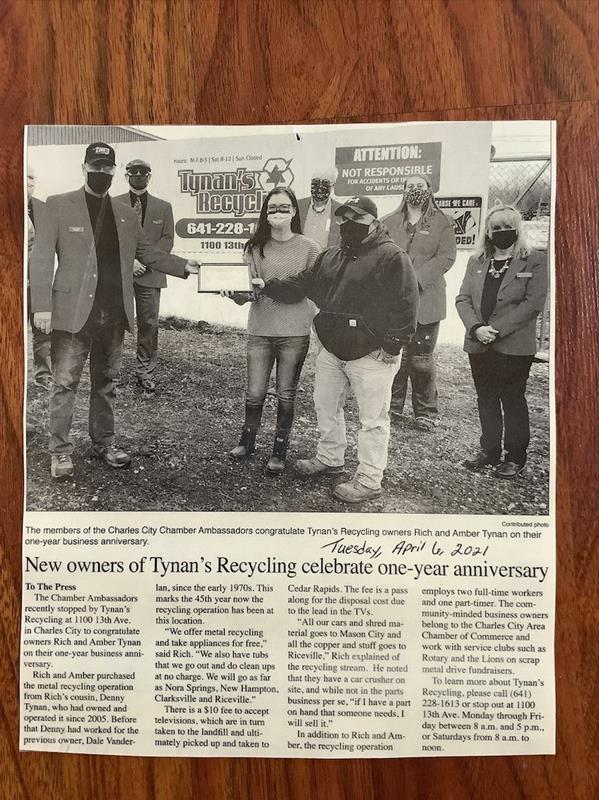 TMC
Hours: M-F 8-5 | Sat 8-12 | Sun Closed
Tynan's
Recycl
641-228-1
1100 13th
ATTENTION:
NOT RESPONSIBLE
FOR ACCIDENTS OR
OF ANY CAUSE
CAUSE WE CARE.
DED!
Contributed photo
The members of the Charles City Chamber Ambassadors congratulate Tynan's Recycling owners Rich and Amber Tynan on their
one-year business anniversary.
Tuesday, April 6, 2021
New owners of Tynan's Recycling celebrate one-year anniversary
To The Press
The Chamber Ambassadors
recently stopped by Tynan's
Recycling at 1100 13th Ave.
in Charles City to congratulate
owners Rich and Amber Tynan
on their one-year business anni-
versary.
Rich and Amber purchased
the metal recycling operation
from Rich's cousin, Denny
Tynan, who had owned and
operated it since 2005. Before
that Denny had worked for the
previous owner, Dale Vander-
lan, since the early 1970s. This
marks the 45th year now the
recycling operation has been at
this location.
"We offer metal recycling
and take appliances for free,"
said Rich. "We also have tubs
that we go out and do clean ups
at no charge. We will go as far
as Nora Springs, New Hampton,
Clarksville and Riceville."
There is a $10 fee to accept
televisions, which are in turn
taken to the landfill and ulti-
mately picked up and taken to
Cedar Rapids. The fee is a pass
along for the disposal cost due
to the lead in the TVs.
"All our cars and shred ma-
terial goes to Mason City and
all the copper and stuff goes to
Riceville," Rich explained of
the recycling stream. He noted
that they have a car crusher on
site, and while not in the parts
business per se, "if I have a part
on hand that someone needs, I
will sell it."
In addition to Rich and Am-
ber, the recycling operation
employs two full-time workers
and one part-timer. The com-
munity-minded business owners
belong to the Charles City Area
Chamber of Commerce and
work with service clubs such as
Rotary and the Lions on scrap
metal drive fundraisers.
To learn more about Tynan's
Recycling, please call (641)
228-1613 or stop out at 1100
13th Ave. Monday through Fri-
day between 8 a.m. and 5 p.m.,
or Saturdays from 8 a.m. to
noon.